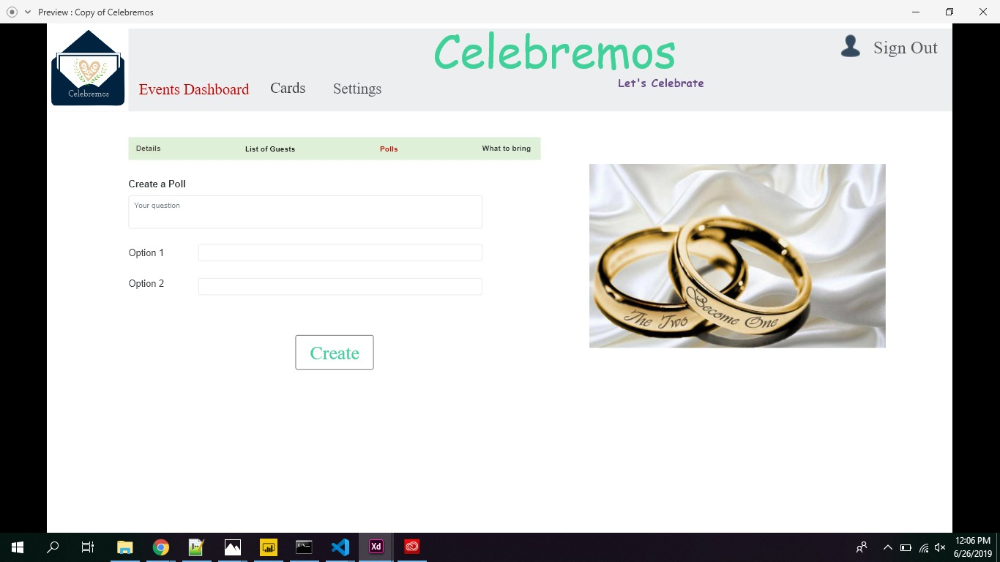 Preview : Copy of Celebremos
Celebremos
Sign Out
Let's Celebrate
Celebremos
Events Dashboard Cards Settings
Details List of Guests Polls What to bring
Create a Poll
Your question
Option 1
Option 2
The Two Become One
Create
Xd
12:06 PM
6/26/2019